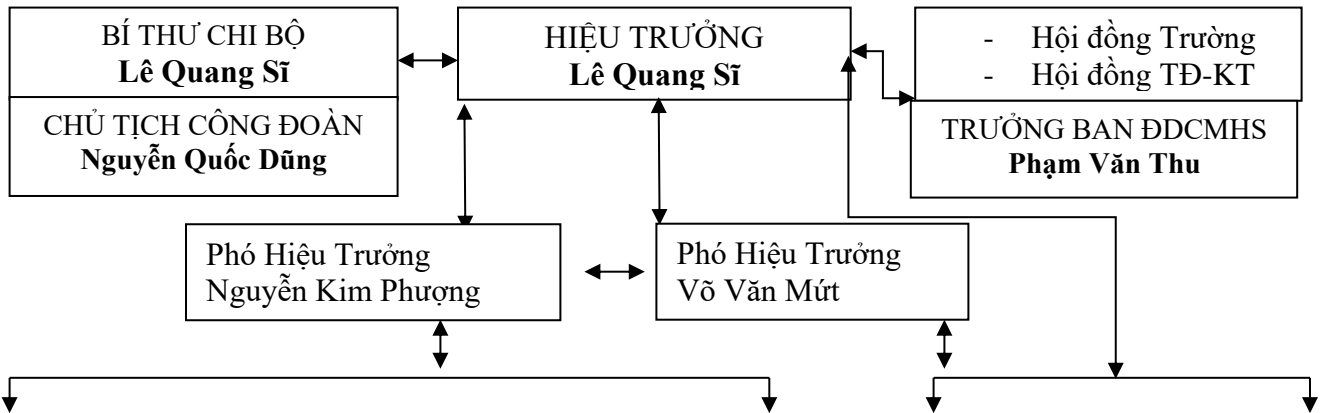 BÍ THƯ CHI BỘ
Lê Quang Sĩ
CHỦ TỊCH CÔNG ĐOÀN
Nguyễn Quốc Dũng
HIỆU TRƯỞNG
Lê Quang Sĩ
- Hội đồng Trường
- Hội đồng TĐ-KT
TRƯỞNG BAN ĐDCMHS
Phạm Văn Thu
Phó Hiệu Trưởng
Nguyễn Kim Phượng
Phó Hiệu Trưởng
Võ Văn Mứt